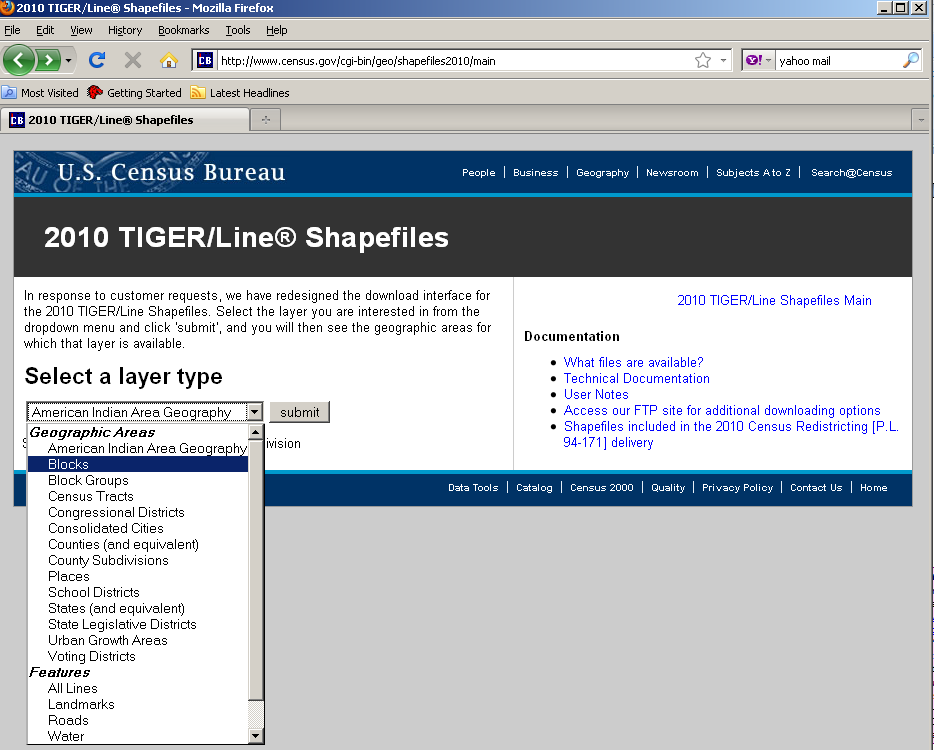 2010 TIGER/Line® Shapefiles - Mozilla Firefox
File Edit View History Bookmarks Tools Help
CB http://www.census.gov/cgi-bin/geo/shapefiles2010/main Y! yahoo mail
Most Visited Getting Started Latest Headlines
CB 2010 TIGER/Line® Shapefiles
U.S. Census Bureau
People Business Geography Newsroom Subjects A to Z Search@Census
2010 TIGER/Line® Shapefiles
In response to customer requests, we have redesigned the download interface for
the 2010 TIGER/Line Shapefiles. Select the layer you are interested in from the
dropdown menu and click 'submit', and you will then see the geographic areas for
which that layer is available.
Select a layer type
American Indian Area Geography submit
Geographic Areas
American Indian Area Geography
Blocks
Block Groups
Census Tracts
Congressional Districts
Consolidated Cities
Counties (and equivalent)
County Subdivisions
Places
School Districts
States (and equivalent)
State Legislative Districts
Urban Growth Areas
Voting Districts
Features
All Lines
Landmarks
Roads
Water
2010 TIGER/Line Shapefiles Main
Documentation
What files are available?
Technical Documentation
User Notes
Access our FTP site for additional downloading options
Shapefiles included in the 2010 Census Redistricting [P.L.
94-171] delivery
Data Tools Catalog Census 2000 Quality Privacy Policy Contact Us Home